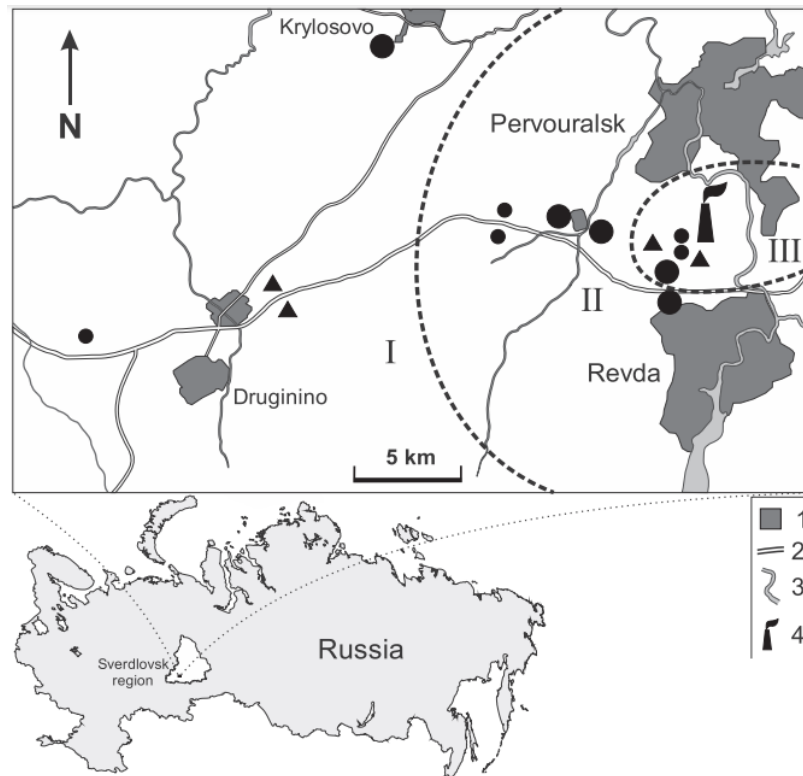 Krylosovo
N
Pervouralsk
III
II
I
Revda
Druginino
5 km
1
2
3
4
Russia
Sverdlovsk
region